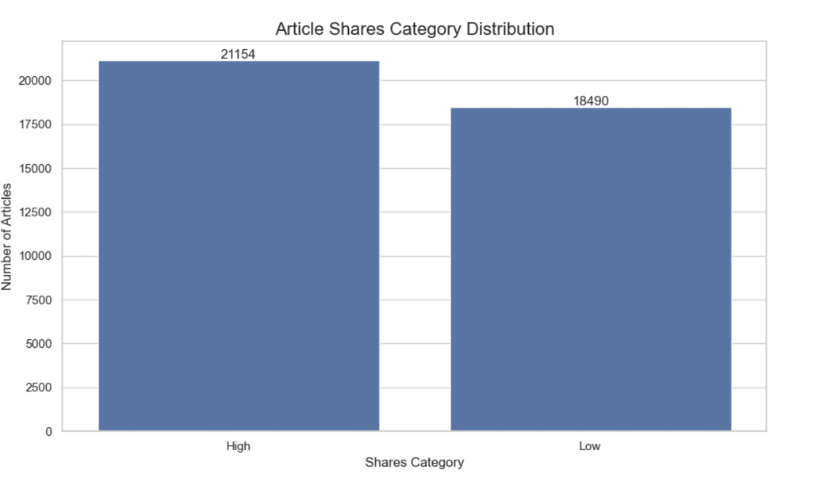 Article Shares Category Distribution
21154
18490
20000
17500
15000
12500
10000
7500
5000
2500
0
Number of Articles
High
Low
Shares Category